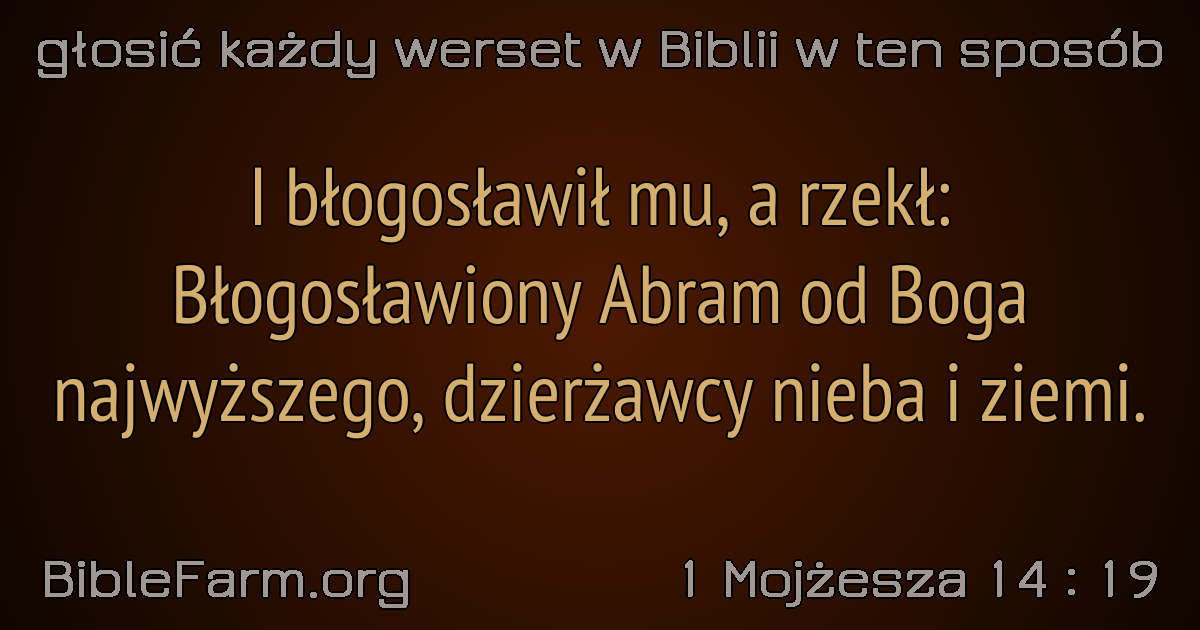 głosić każdy werset w Biblii w ten sposób
I błogosławił mu, a rzekł:
Błogosławiony Abram od Boga
najwyższego, dzierżawcy nieba i ziemi.
BibleFarm.org
1 Mojżesza 14 : 19